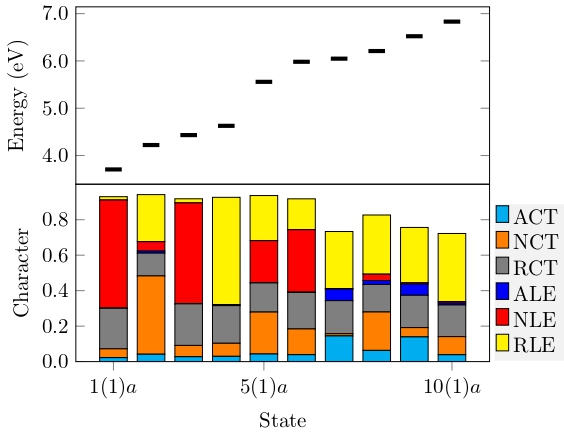 7.0
6.0
5.0
4.0
Energy (eV)
0.8
0.6
0.4
0.2
0.0
Character
1(1)a
5(1)a
10(1)a
State
ACT
NCT
RCT
ALE
NLE
RLE